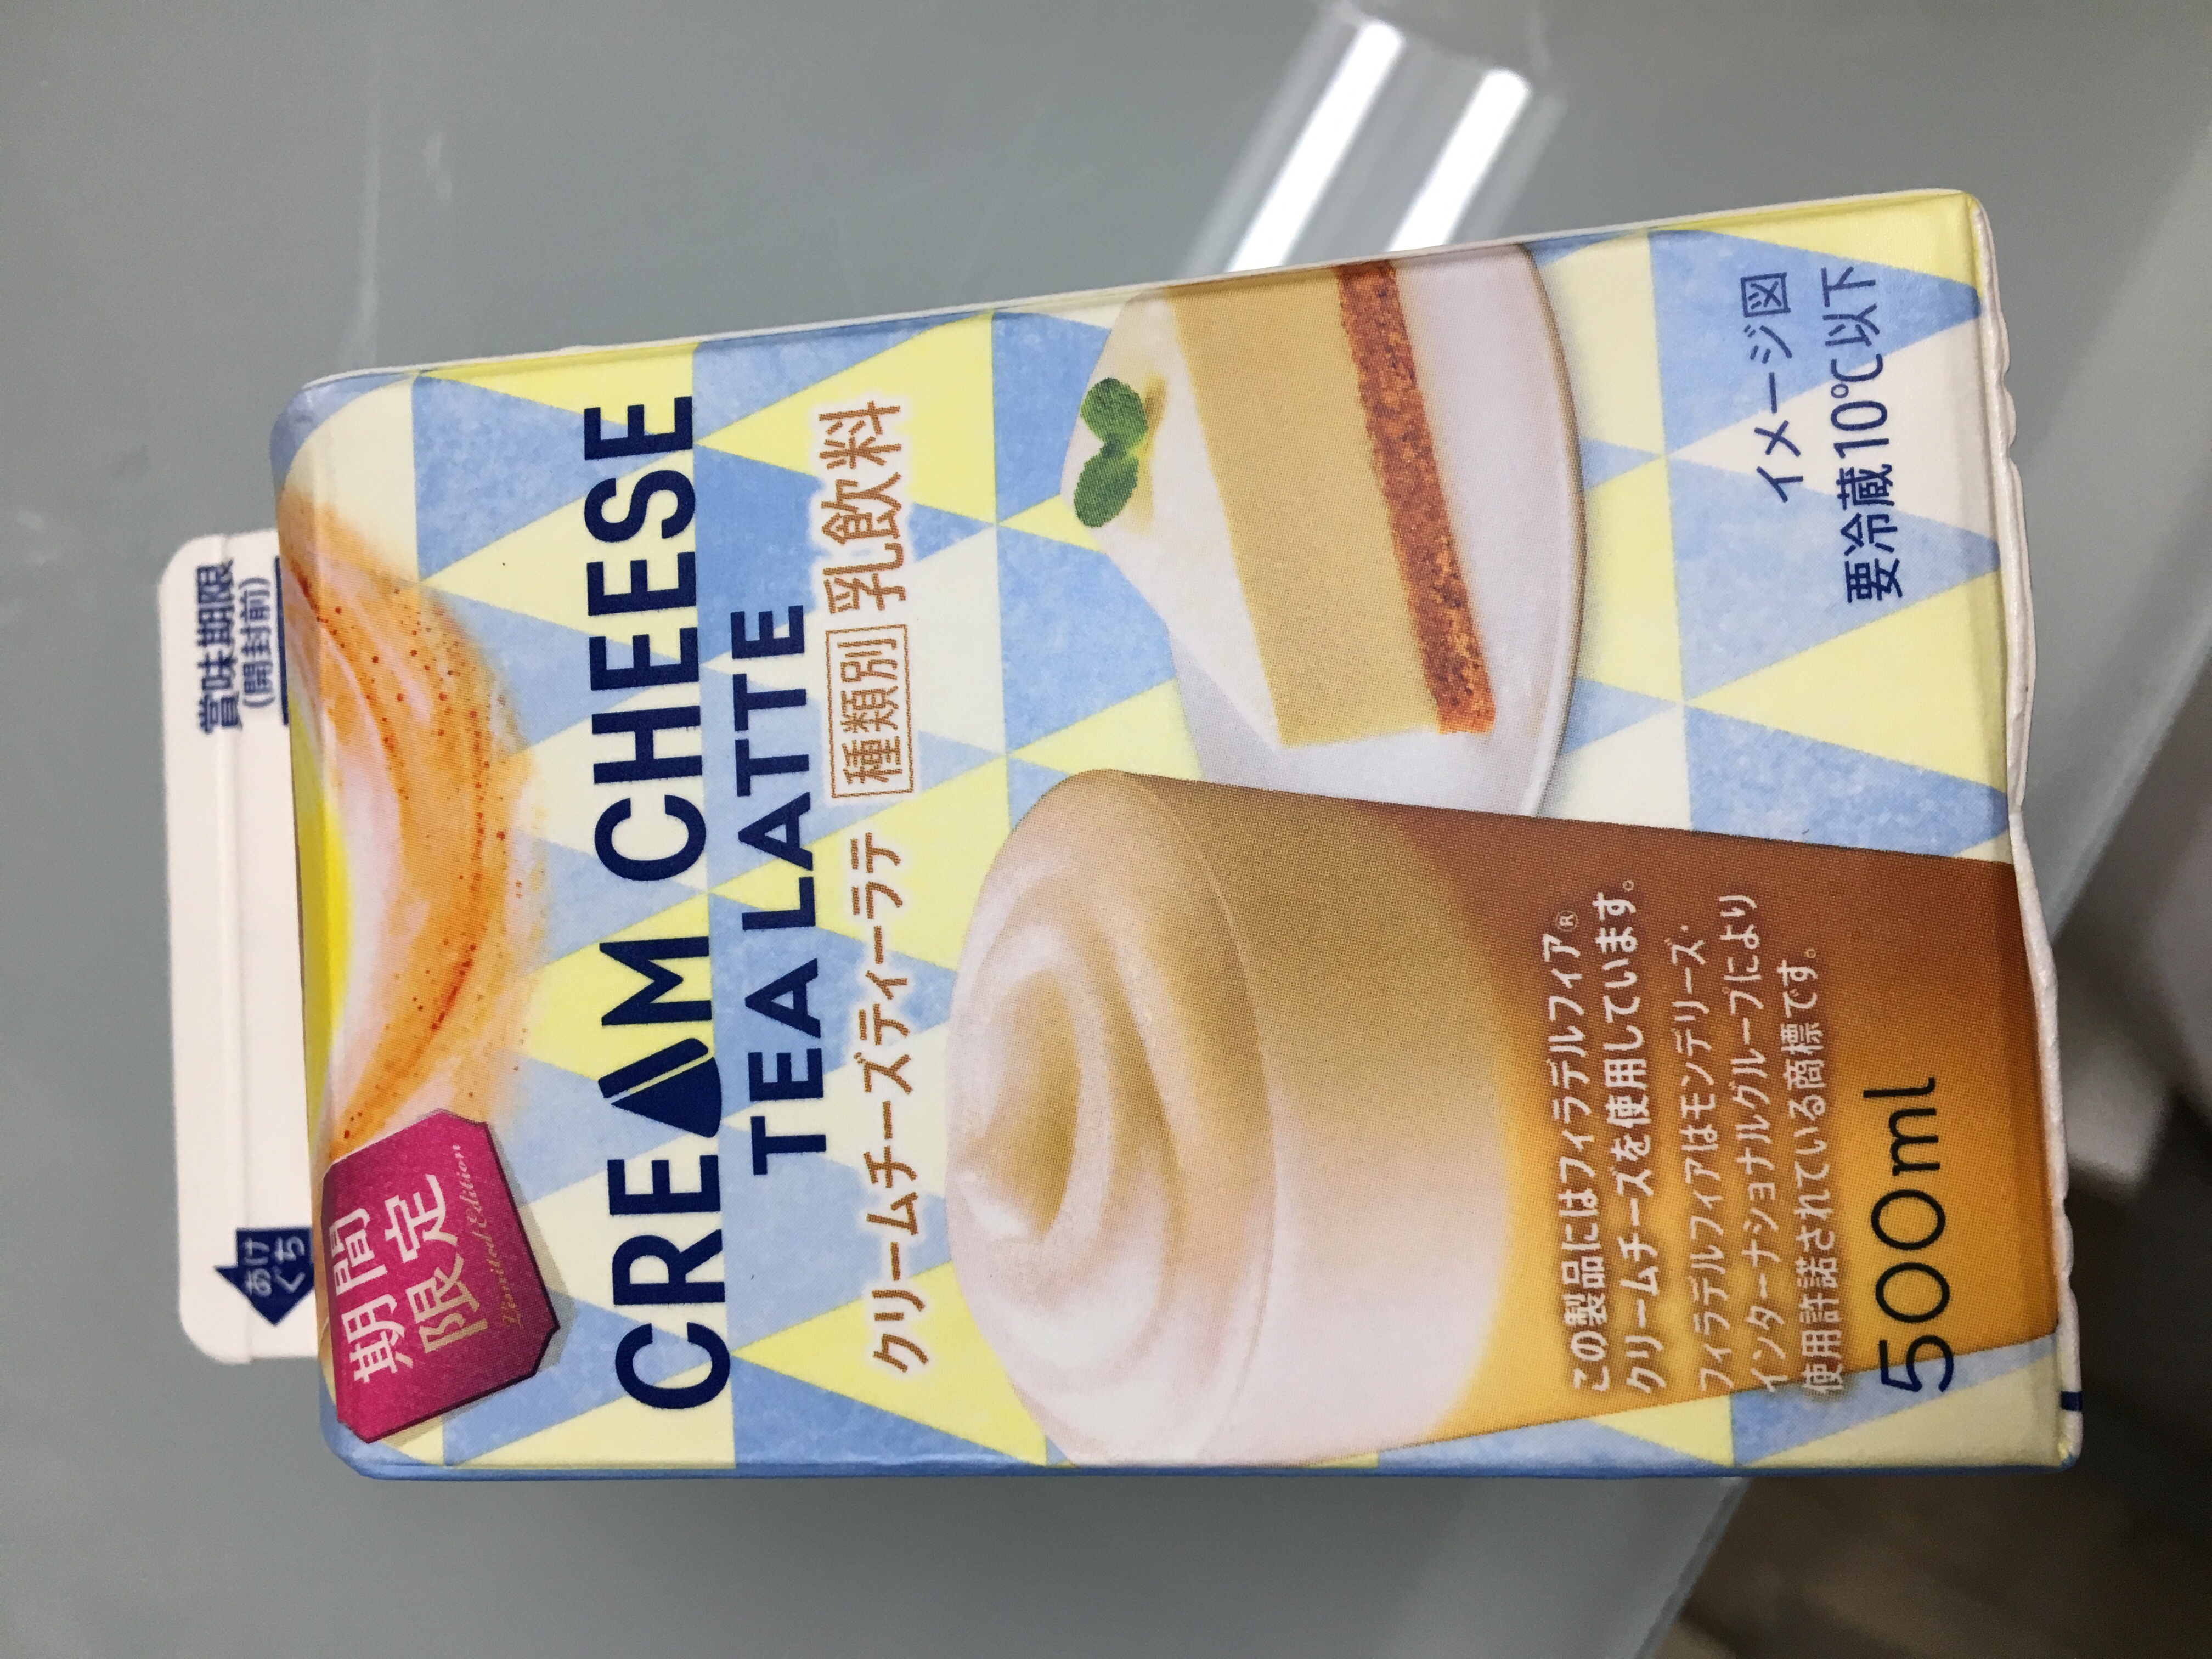 賞味期限
(開封前)
あけ
ぐち
期間
限定
Limited Edition
CREAM CHEESE
TEA LATTE
クリームチーズティーラテ 種類別 乳飲料
この製品にはフィラデルフィア®
クリームチーズを使用しています。
フィラデルフィアはモンデリーズ・
インターナショナルグループにより
使用許諾されている商標です。
500ml
イメージ図
要冷蔵10℃以下